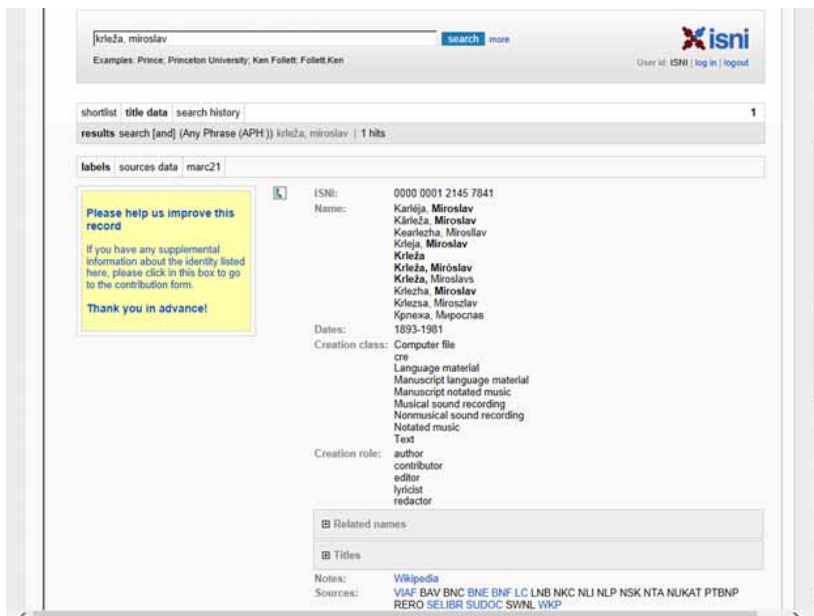 krleža, miroslav search more isni
Examples: Prince; Princeton University; Ken Follett; Follett.Ken User id: ISNI | log in | logout
shortlist title data search history 1
results search [and] (Any Phrase (APH:)) krleža, miroslav | 1 hits
labels sources data marc21
Please help us improve this
record
If you have any supplemental
information about the identity listed
here, please click in this box to go
to the contribution form.
Thank you in advance!
ISNI: 0000 0001 2145 7841
Name: Karléja, Miroslav
Kārleža, Miroslav
Kearlezha, Mirosllav
Krleja, Miroslav
Krleža
Krleža, Miròslav
Krleža, Miroslavs
Krlezha, Miroslav
Krlezsa, Miroszlav
Крлежа, Мирослав
Dates: 1893-1981
Creation class: Computer file
cre
Language material
Manuscript language material
Manuscript notated music
Musical sound recording
Nonmusical sound recording
Notated music
Text
Creation role: author
contributor
editor
lyricist
redactor
Related names
Titles
Notes: Wikipedia
Sources: VIAF BAV BNC BNE BNF LC LNB NKC NLI NLP NSK NTA NUKAT PTBNP
RERO SELIBR SUDOC SWNL WKP